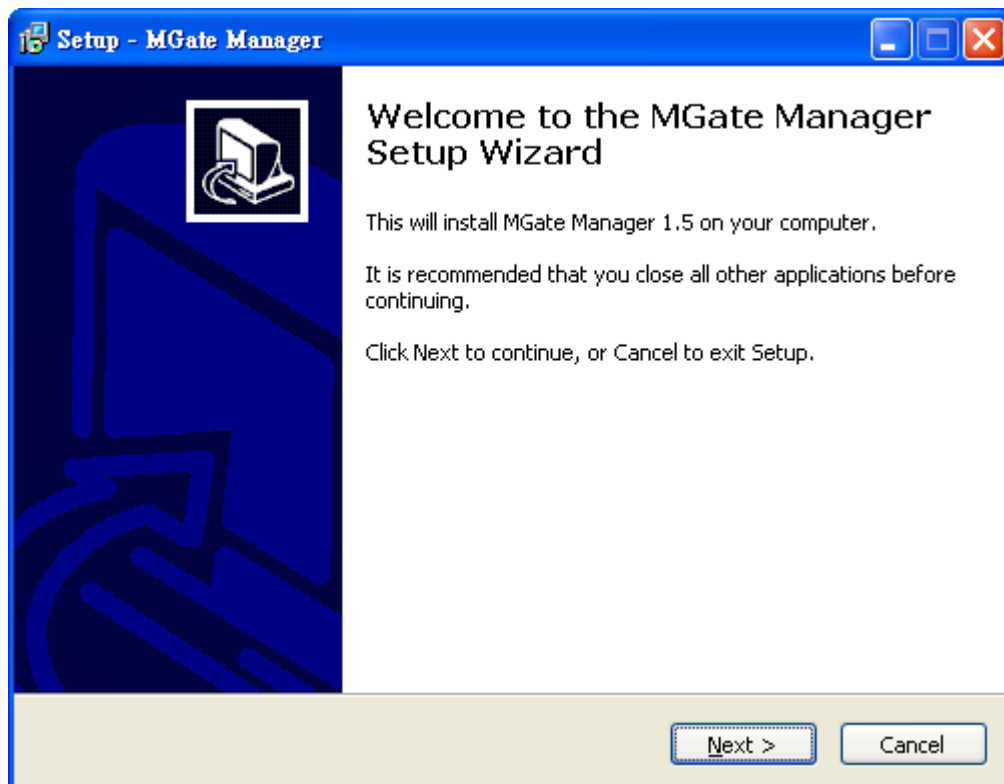 Setup - MGate Manager
Welcome to the MGate Manager
Setup Wizard
This will install MGate Manager 1.5 on your computer.
It is recommended that you close all other applications before
continuing.
Click Next to continue, or Cancel to exit Setup.
Next >
Cancel